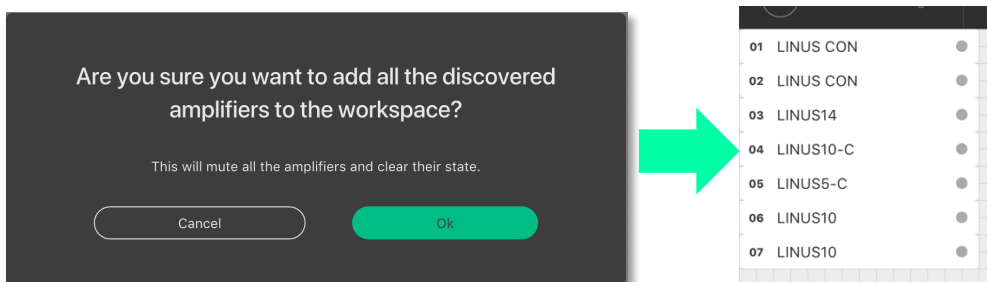 Are you sure you want to add all the discovered
amplifiers to the workspace?
This will mute all the amplifiers and clear their state.
Cancel
Ok
01 LINUS CON
02 LINUS CON
03 LINUS14
04 LINUS10-C
05 LINUS5-C
06 LINUS10
07 LINUS10